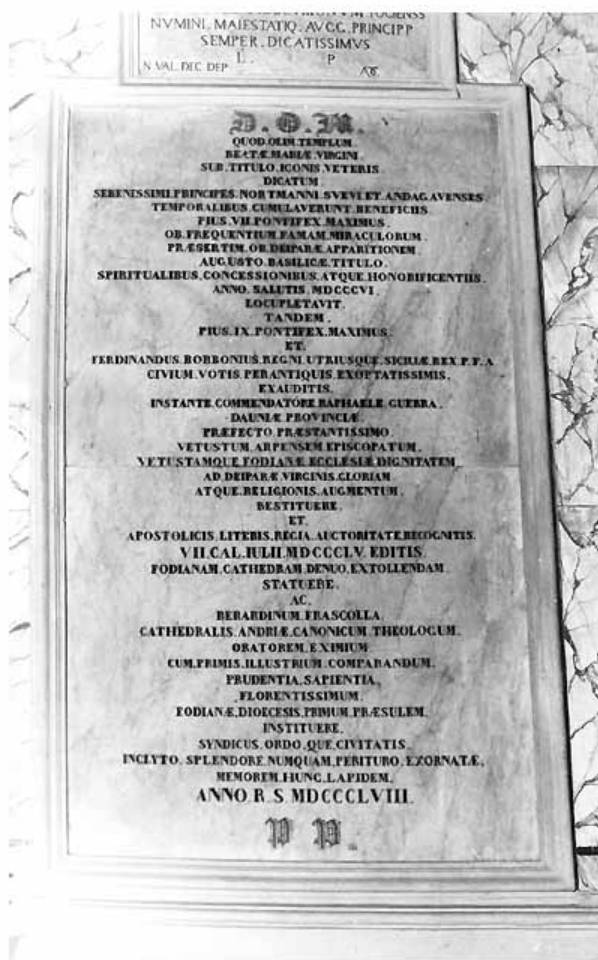 NVMINI . MAIESTATIQ . AVGG . PRINCIPP
SEMPER . DICATISSIMVS
L . P
N VAL DEC DEP
D . O . M .
QUOD . OLIM . TEMPLUM .
BEATÆ . MARIÆ . VIRGINI .
SUB . TITULO . ICONIS . VETERIS .
DICATUM .
SERENISSIMI . PRINCIPES . NORTMANNI . SVEVI . ET . ANDAGAVENSES
TEMPORALIBUS . CUMULAVERUNT . BENEFICIIS
PIUS . VII . PONTIFEX . MAXIMUS .
OB . FREQUENTIUM . FAMAM . MIRACULORUM .
PRÆSERTIM . OB . DEIPARÆ . APPARITIONEM .
AUGUSTO . BASILICÆ . TITULO .
SPIRITUALIBUS . CONCESSIONIBUS . ATQUE . HONORIFICENTIIS .
ANNO . SALUTIS . MDCCCVI .
LOCUPLETAVIT .
TANDEM .
PIUS . IX . PONTIFEX . MAXIMUS .
ET .
FERDINANDUS . BORBONIUS . REGNI . UTRIUSQUE . SICILIÆ . REX . P . F . A
CIVIUM . VOTIS . PERANTIQUIS . EXOPTATISSIMIS .
EXAUDITIS .
INSTANTE . COMMENDATORE . RAPHAELE . GUERRA .
DAUNIÆ . PROVINCIÆ .
PRÆFECTO . PRÆSTANTISSIMO .
VETUSTUM . ARPENSEM . EPISCOPATUM .
VETUSTAMQUE . FODIANÆ . ECCLESIÆ . DIGNITATEM
AD . DEIPARÆ . VIRGINIS . GLORIAM
ATQUE . RELIGIONIS . AUGMENTUM .
RESTITUERE .
ET .
APOSTOLICIS . LITERIS . REGIA . AUCTORITATE . RECOGNITIS .
VII . CAL . IULII . MDCCCLV . EDITIS
FODIANAM . CATHEDRAM . DENUO . EXTOLLENDAM .
STATUERE .
AC .
BERARDINUM . FRASCOLLA .
CATHEDRALIS . ANDRIÆ . CANONICUM . THEOLOGUM .
ORATOREM . EXIMIUM
CUM . PRIMIS . ILLUSTRIUM . COMPARANDUM .
PRUDENTIA . SAPIENTIA .
FLORENTISSIMUM .
FODIANÆ . DIOECESIS . PRIMUM . PRÆSULEM .
INSTITUERE .
SYNDICUS . ORDO . QUE . CIVITATIS .
INCLYTO . SPLENDORE . NUMQUAM . PERITURO . EXORNATÆ .
MEMOREM . HUNC . LAPIDEM .
ANNO . R . S . MDCCCLVIII .
P P .